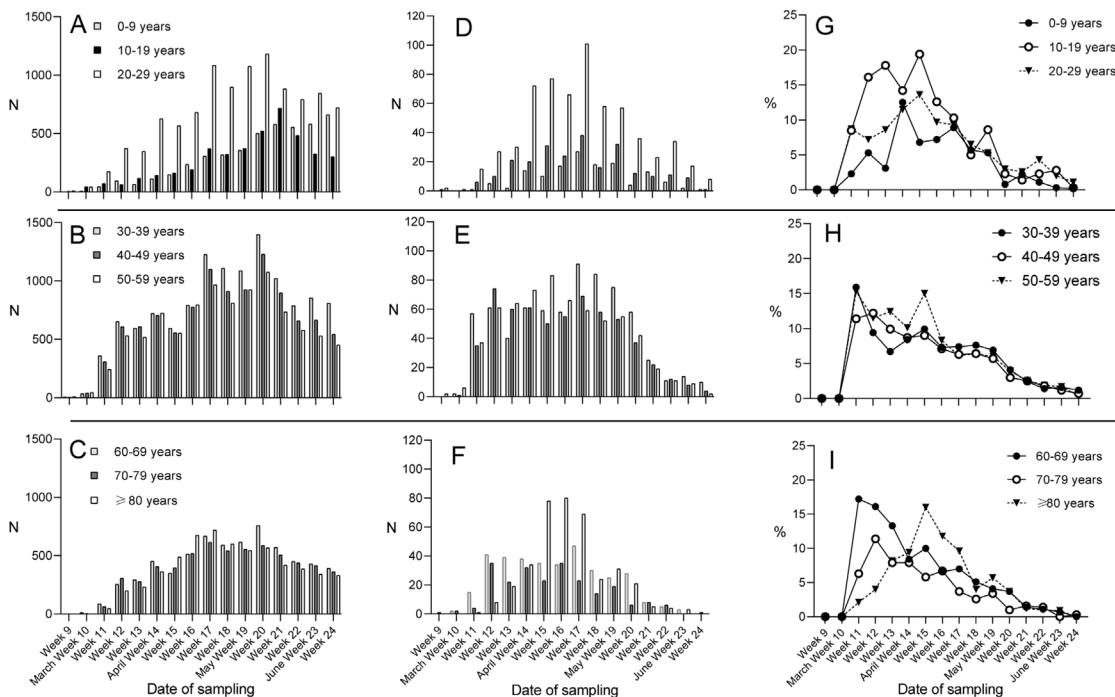 A
0-9 years
10-19 years
20-29 years
1500
1000
500
0
N
D
120
100
80
60
40
20
0
N
G
0-9 years
10-19 years
20-29 years
25
20
15
10
5
0
%
B
30-39 years
40-49 years
50-59 years
1500
1000
500
0
N
E
120
100
80
60
40
20
0
N
H
30-39 years
40-49 years
50-59 years
25
20
15
10
5
0
%
C
60-69 years
70-79 years
⩾80 years
1500
1000
500
0
N
F
120
100
80
60
40
20
0
N
I
60-69 years
70-79 years
⩾80 years
25
20
15
10
5
0
%
Week 9
March Week 10
Week 11
Week 12
Week 13
April Week 14
Week 15
Week 16
Week 17
Week 18
May Week 19
Week 20
Week 21
Week 22
June Week 23
Week 24
Date of sampling
Week 9
March Week 10
Week 11
Week 12
Week 13
April Week 14
Week 15
Week 16
Week 17
Week 18
May Week 19
Week 20
Week 21
Week 22
June Week 23
Week 24
Date of sampling
Week 9
March Week 10
Week 11
Week 12
Week 13
April Week 14
Week 15
Week 16
Week 17
Week 18
May Week 19
Week 20
Week 21
Week 22
June Week 23
Week 24
Date of sampling